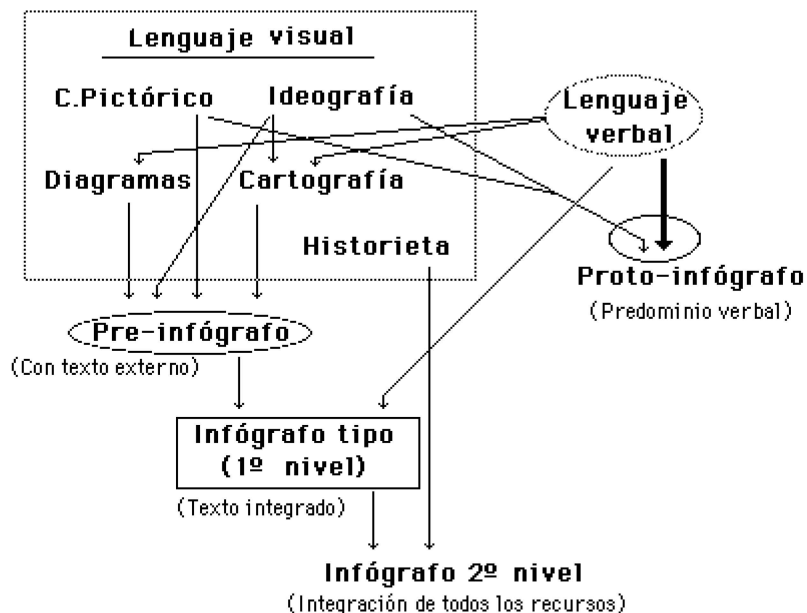 Lenguaje visual
C.Pictórico
Ideografía
Lenguaje
verbal
Diagramas
Cartografía
Historieta
Proto-infógrafo
(Predominio verbal)
Pre-infógrafo
(Con texto externo)
Infógrafo tipo
(1º nivel)
(Texto integrado)
Infógrafo 2º nivel
(Integración de todos los recursos)